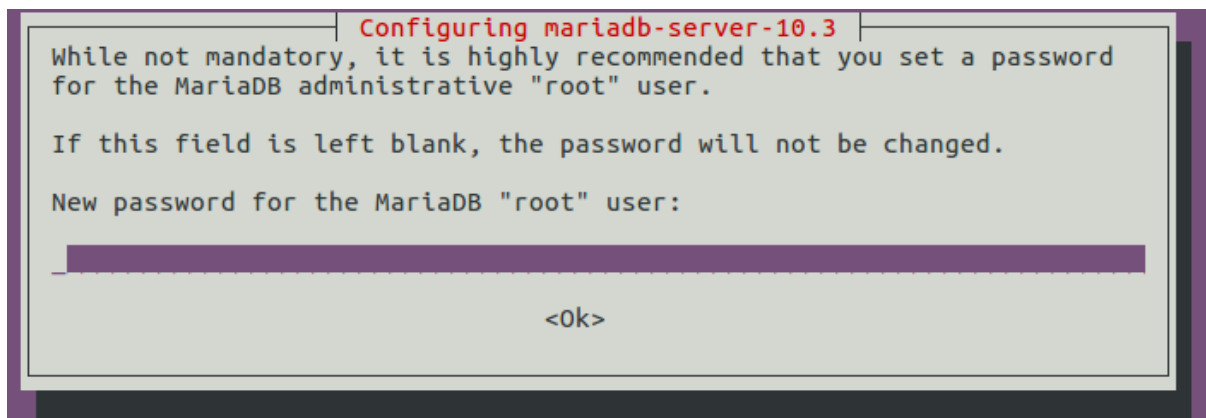 Configuring mariadb-server-10.3
While not mandatory, it is highly recommended that you set a password
for the MariaDB administrative "root" user.
If this field is left blank, the password will not be changed.
New password for the MariaDB "root" user:
<Ok>